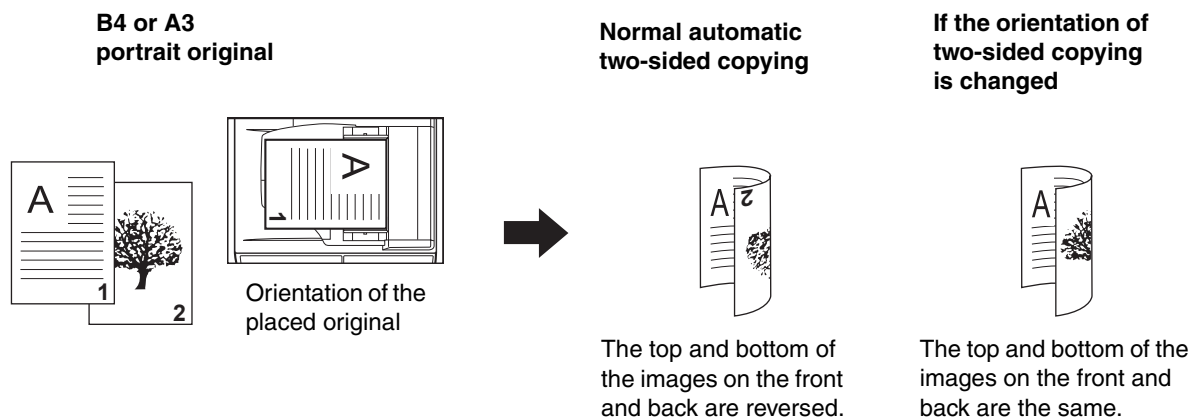 B4 or A3
portrait original
Normal automatic
two-sided copying
If the orientation of
two-sided copying
is changed
A
1
2
A
1
Orientation of the
placed original
A
2
A
The top and bottom of
the images on the front
and back are reversed.
The top and bottom of the
images on the front and
back are the same.